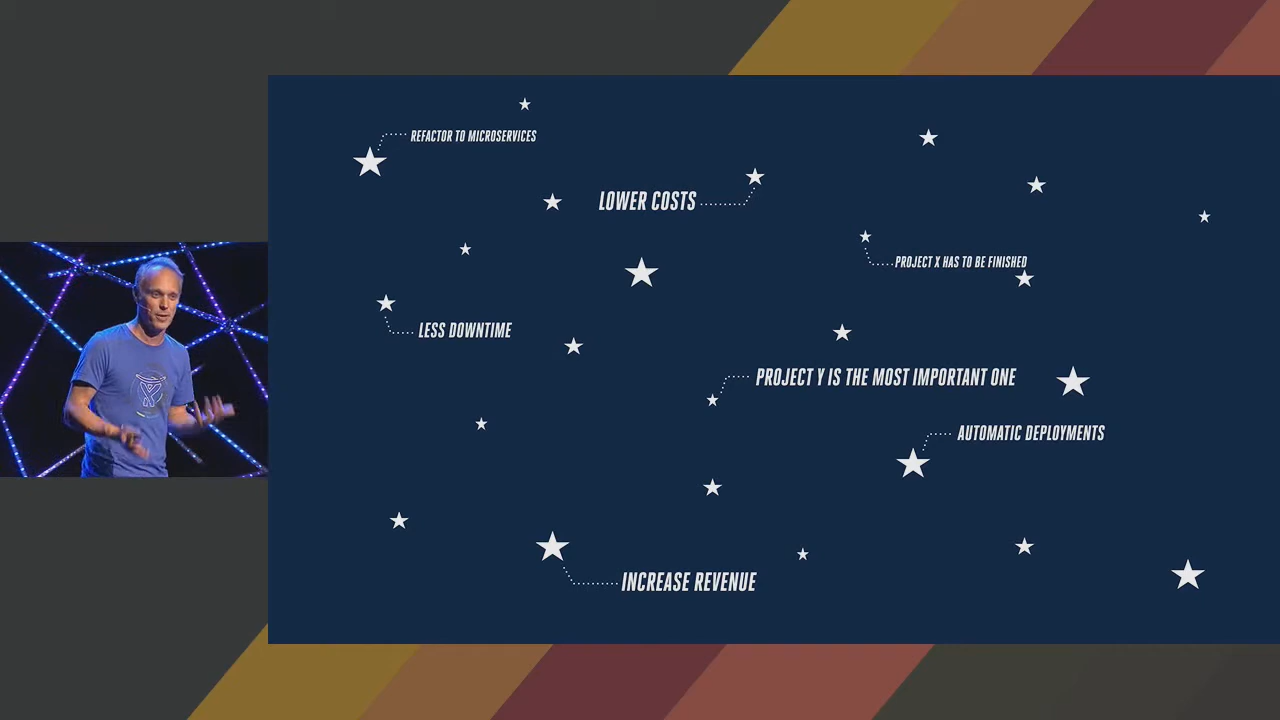 REFACTOR TO MICROSERVICES
LOWER COSTS
PROJECT X HAS TO BE FINISHED
LESS DOWNTIME
PROJECT Y IS THE MOST IMPORTANT ONE
AUTOMATIC DEPLOYMENTS
INCREASE REVENUE